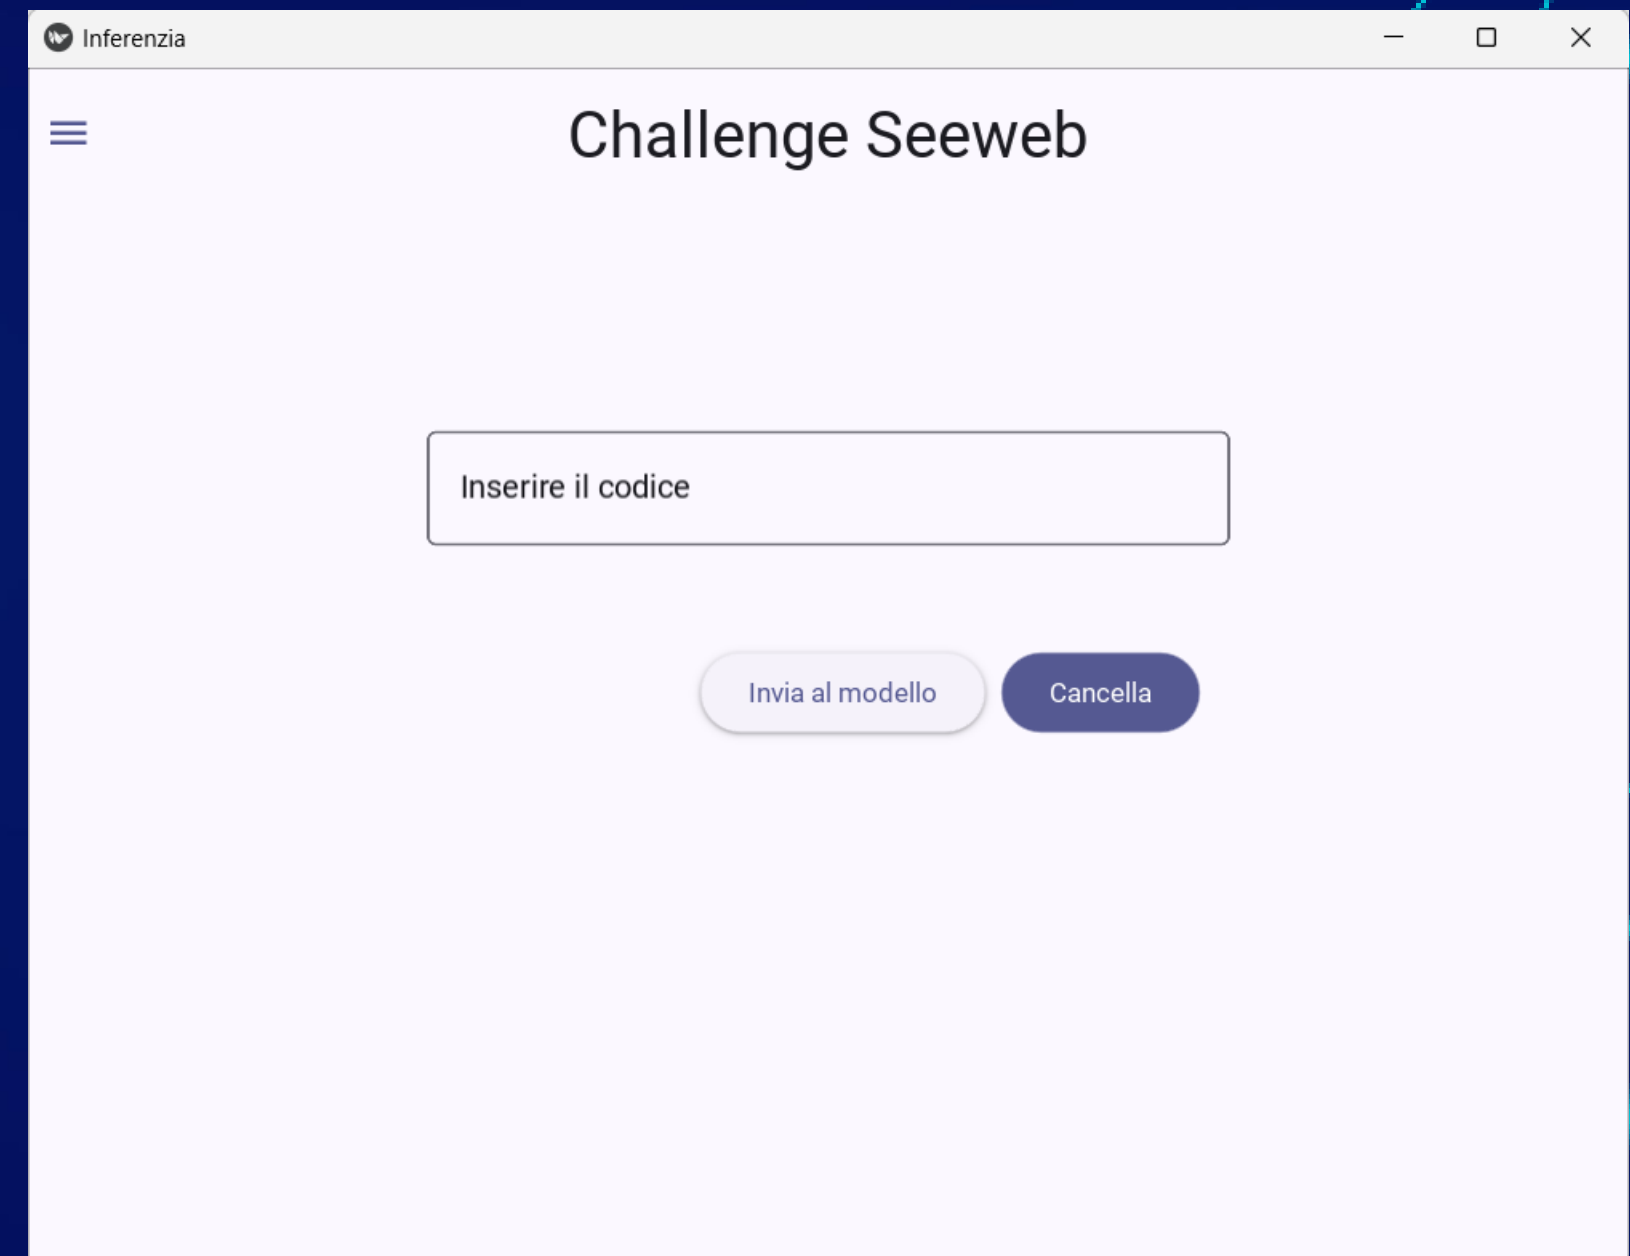 Inferenzia
Challenge Seeweb
Inserire il codice
Invia al modello
Cancella